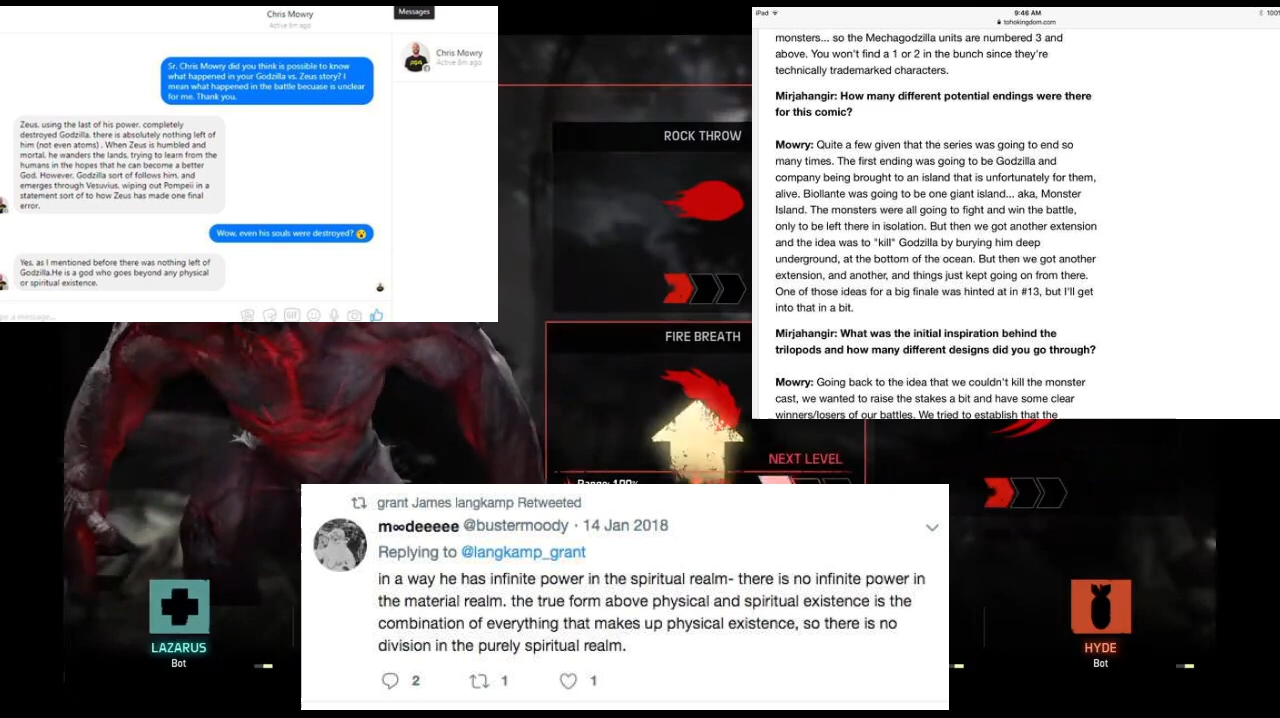 Chris Mowry
Active 8m ago
Messages
Chris Mowry
Active 8m ago
Sr. Chris Mowry did you think is possible to know
what happened in your Godzilla vs. Zeus story? I
mean what happened in the battle becuase is unclear
for me. Thank you.
Zeus, using the last of his power, completely
destroyed Godzilla, there is absolutely nothing left of
him (not even atoms) . When Zeus is humbled and
mortal, he wanders the lands, trying to learn from the
humans in the hopes that he can become a better
God. However, Godzilla sort of follows him, and
emerges through Vesuvius, wiping out Pompeii in a
statement sort of to how Zeus has made one final
error.
Wow, even his souls were destroyed? 😮
Yes, as I mentioned before there was nothing left of
Godzilla.He is a god who goes beyond any physical
or spiritual existence.
pe a message...
GIF
iPad
9:46 AM
100%
tohokingdom.com
monsters... so the Mechagodzilla units are numbered 3 and
above. You won't find a 1 or 2 in the bunch since they're
technically trademarked characters.
Mirjahangir: How many different potential endings were there
for this comic?
Mowry: Quite a few given that the series was going to end so
many times. The first ending was going to be Godzilla and
company being brought to an island that is unfortunately for them,
alive. Biollante was going to be one giant island... aka, Monster
Island. The monsters were all going to fight and win the battle,
only to be left there in isolation. But then we got another extension
and the idea was to "kill" Godzilla by burying him deep
underground, at the bottom of the ocean. But then we got another
extension, and another, and things just kept going on from there.
One of those ideas for a big finale was hinted at in #13, but I'll get
into that in a bit.
Mirjahangir: What was the initial inspiration behind the
trilopods and how many different designs did you go through?
Mowry: Going back to the idea that we couldn't kill the monster
cast, we wanted to raise the stakes a bit and have some clear
winners/losers of our battles. We tried to establish that the
ROCK THROW
FIRE BREATH
NEXT LEVEL
Range: 100%
grant James langkamp Retweeted
m∞deeeee @bustermoody · 14 Jan 2018
Replying to @langkamp_grant
in a way he has infinite power in the spiritual realm- there is no infinite power in
the material realm. the true form above physical and spiritual existence is the
combination of everything that makes up physical existence, so there is no
division in the purely spiritual realm.
2
1
1
LAZARUS
Bot
HYDE
Bot